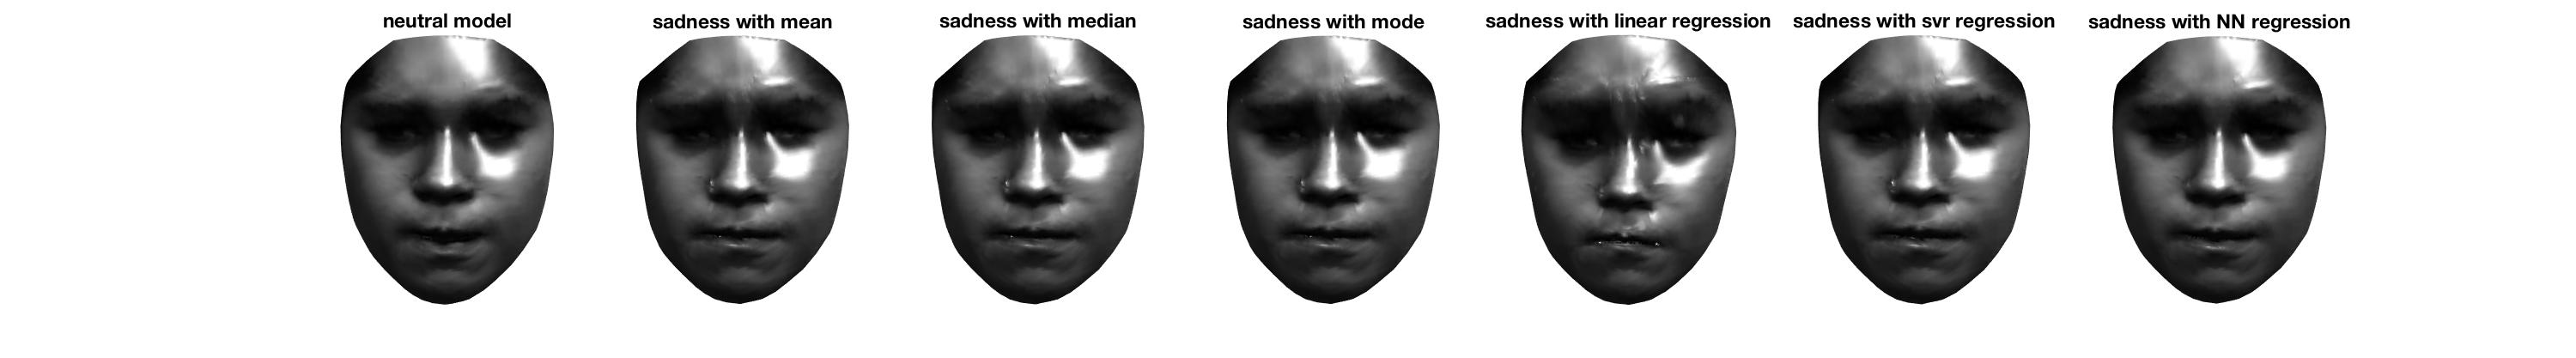 neutral model
sadness with mean
sadness with median
sadness with mode
sadness with linear regression
sadness with svr regression
sadness with NN regression